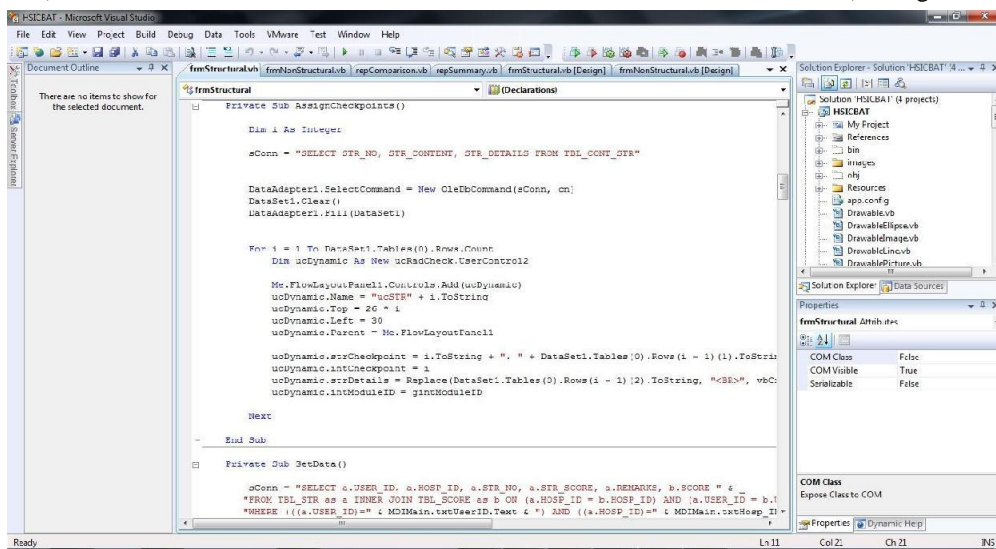 HSICBAT - Microsoft Visual Studio
File Edit View Project Build Debug Data Tools VMware Test Window Help
Document Outline
There are no items to show for
the selected document.
Toolbox
Server Explorer
frmStructural.vb frmNonStructural.vb repComparison.vb repSummary.vb frmStructural.vb [Design] frmNonStructural.vb [Design]
frmStructural (Declarations)
Private Sub AssignCheckpoints()
Dim i As Integer
sConn = "SELECT STR_NO, STR_CONTENT, STR_DETAILS FROM TBL_CONT_STR"
DataAdapter1.SelectCommand = New OleDbCommand(sConn, cn)
DataSet1.Clear()
DataAdapter1.Fill(DataSet1)
For i = 1 To DataSet1.Tables(0).Rows.Count
Dim ucDynamic As New ucRadCheck.UserControl2
Me.FlowLayoutPanel1.Controls.Add(ucDynamic)
ucDynamic.Name = "ucSTR" + i.ToString
ucDynamic.Top = 26 * i
ucDynamic.Left = 30
ucDynamic.Parent = Me.FlowLayoutPanel1
ucDynamic.strCheckpoint = i.ToString + ". " + DataSet1.Tables(0).Rows(i - 1)(1).ToStrin
ucDynamic.intCheckpoint = i
ucDynamic.strDetails = Replace(DataSet1.Tables(0).Rows(i - 1)(2).ToString, "<BR>", vbC
ucDynamic.intModuleID = gintModuleID
Next
End Sub
Private Sub GetData()
sConn = "SELECT a.USER_ID, a.HOSP_ID, a.STR_NO, a.STR_SCORE, a.REMARKS, b.SCORE " & _
"FROM TBL_STR as a INNER JOIN TBL_SCORE as b ON (a.HOSP_ID = b.HOSP_ID) AND (a.USER_ID = b.U
"WHERE (((a.USER_ID)=" & MDIMain.txtUserID.Text & ") AND ((a.HOSP_ID)=" & MDIMain.txtHosp_I
Solution Explorer - Solution 'HSICBAT' (4 ...
Solution 'HSICBAT' (4 projects)
HSICBAT
My Project
References
bin
images
obj
Resources
app.config
Drawable.vb
DrawableEllipse.vb
DrawableImage.vb
DrawableLine.vb
DrawablePicture.vb
Solution Explorer Data Sources
Properties
frmStructural Attributes
COM Class False
COM Visible True
Serializable False
COM Class
Expose Class to COM
Properties Dynamic Help
Ready Ln 11 Col 21 Ch 21 INS